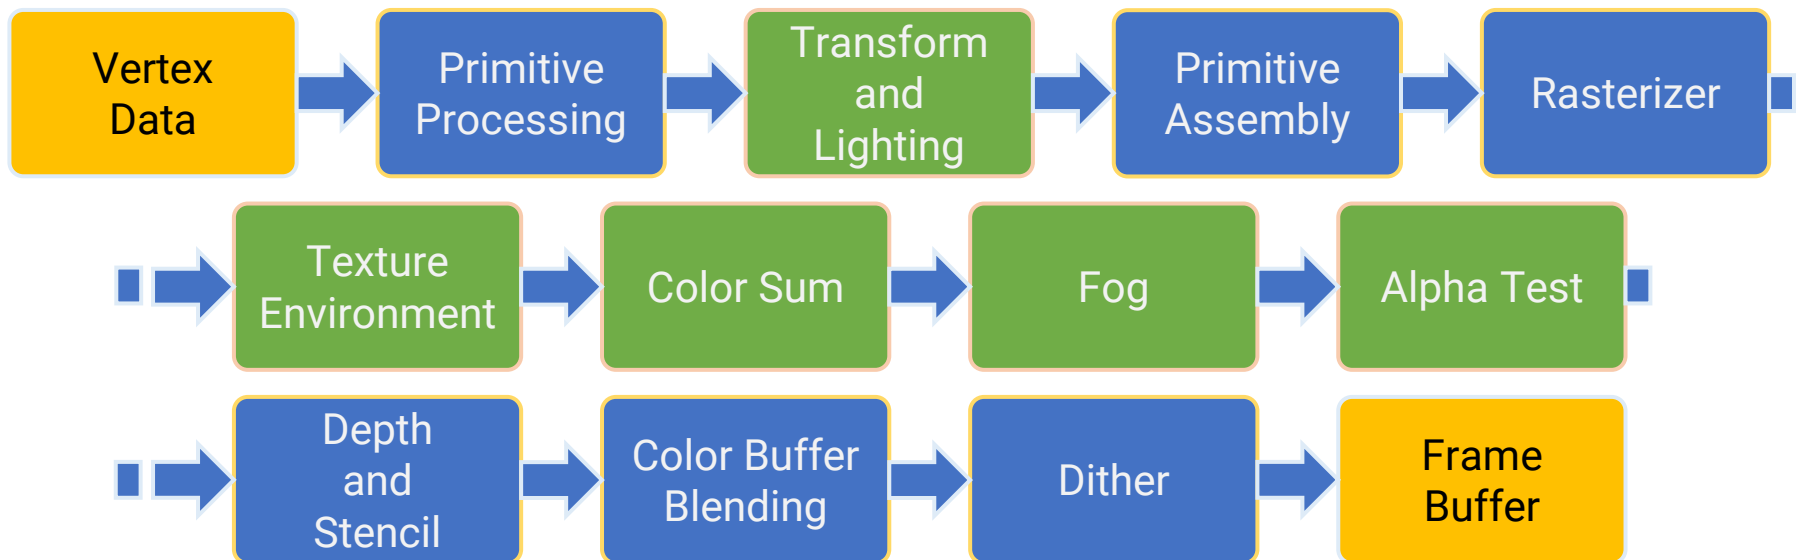 Vertex
Data
Primitive
Processing
Transform
and
Lighting
Primitive
Assembly
Rasterizer
Texture
Environment
Color Sum
Fog
Alpha Test
Depth
and
Stencil
Color Buffer
Blending
Dither
Frame
Buffer